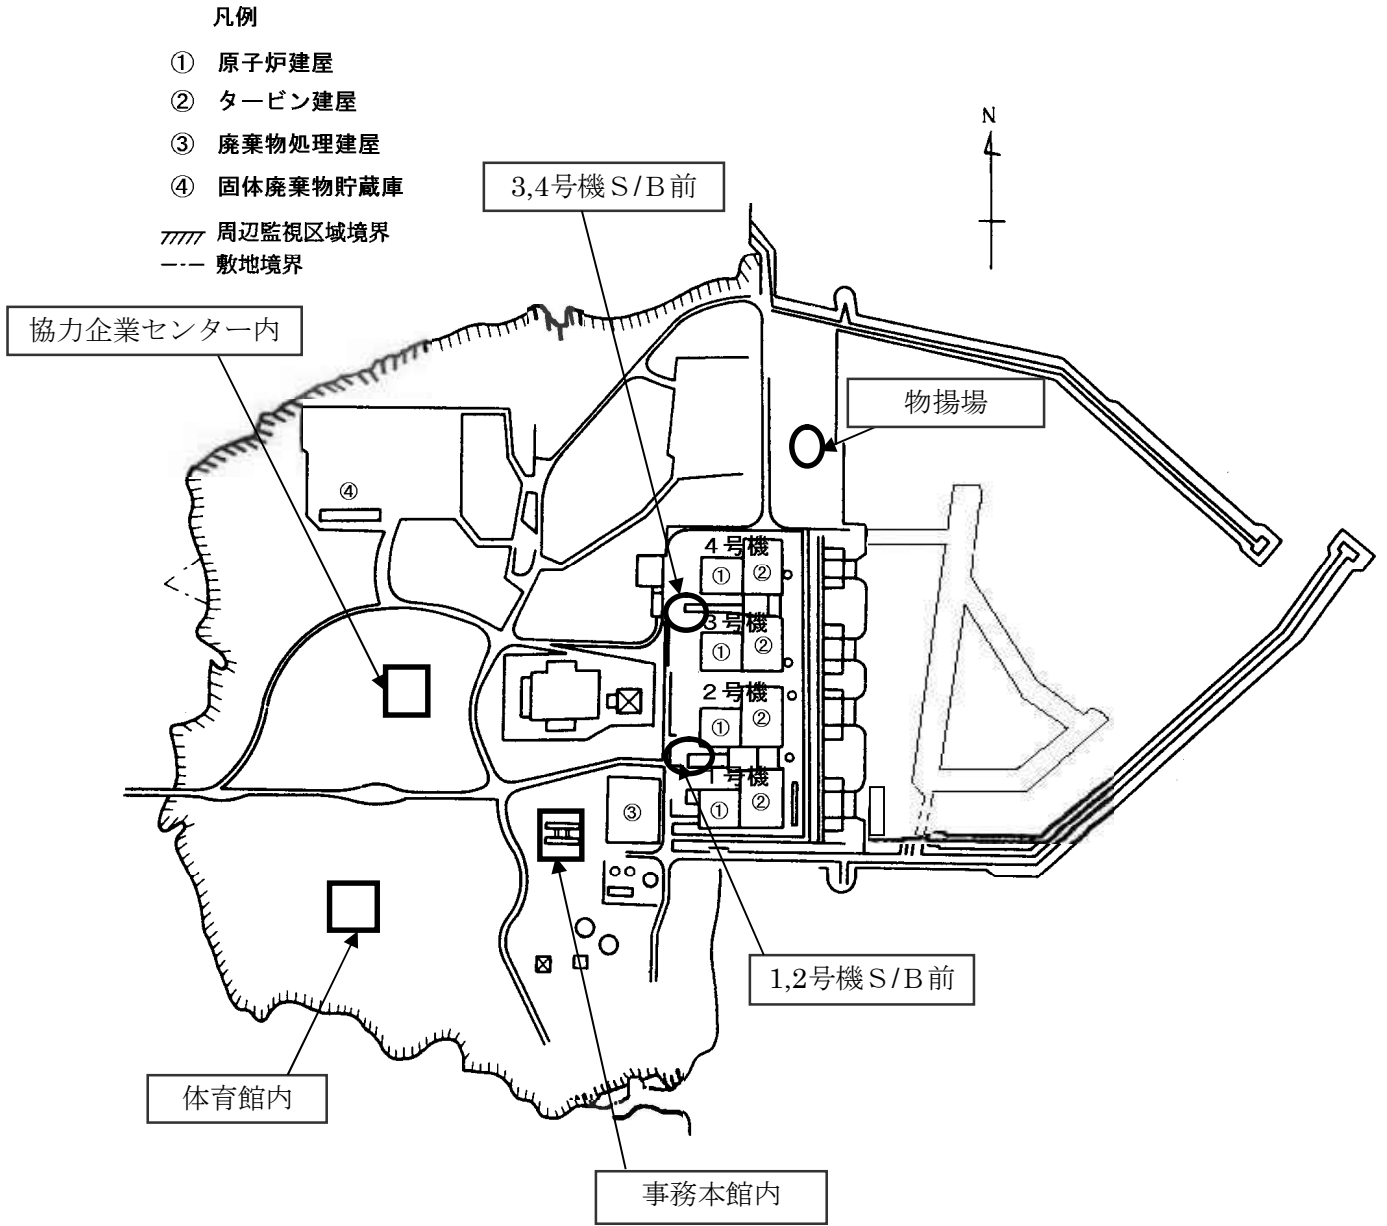 凡例
① 原子炉建屋
② タービン建屋
③ 廃棄物処理建屋
④ 固体廃棄物貯蔵庫
周辺監視区域境界
敷地境界
N
3,4号機S/B前
協力企業センター内
物揚場
④
4号機
① ②
3号機
① ②
2号機
① ②
1号機
① ②
③
1,2号機S/B前
体育館内
事務本館内